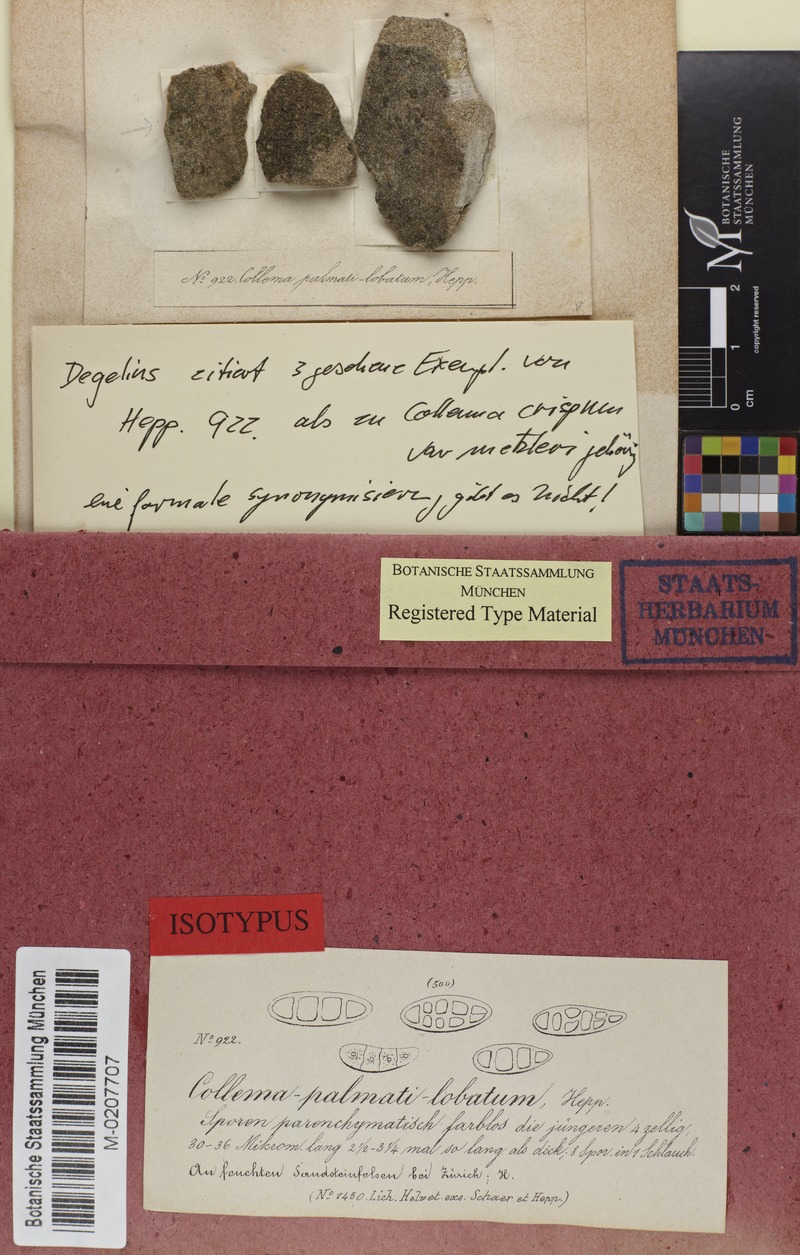 No 922. Collema palmati-lobatum, Hepp.
BOTANISCHE
STAATSSAMMLUNG
MÜNCHEN
0 1 2
cm
copyright reserved
Degelius zitiert 3 gesehene Exempl. von
Hepp. 922. als zu Collema crispum
var metzleri gehörig
eine formale synonymisierung, gibt es nicht!
BOTANISCHE STAATSSAMMLUNG
MÜNCHEN
Registered Type Material
STAATS-
HERBARIUM
MÜNCHEN
ISOTYPUS
Botanische Staatssammlung München
M-0207707
(500)
No 922.
Collema-palmati-lobatum, Hepp.
Sporen parenchymatisch farblos die jüngeren 4 zellig,
30-36 Mikrom. lang 2½-3¼ mal so lang als dick; 8 Spor. in 1 Schlauch.
An feuchten Sandsteinfelsen bei Zürich; H.
(No 1450. Lich. Helvet. exs. Schaer et Hepp.)